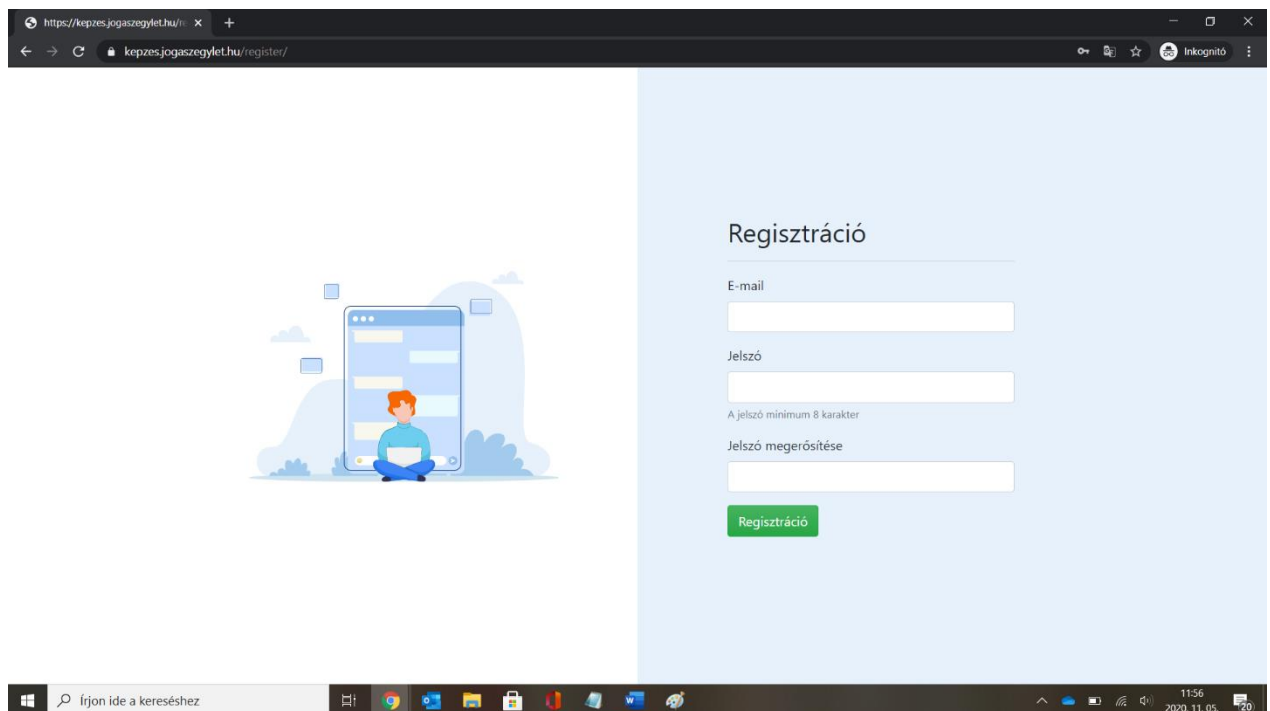 https://kepzes.jogaszegylet.hu/re
kepzes.jogaszegylet.hu/register/
Inkognitó
Regisztráció
E-mail
Jelszó
A jelszó minimum 8 karakter
Jelszó megerősítése
Regisztráció
Írjon ide a kereséshez
11:56
2020. 11. 05.
20